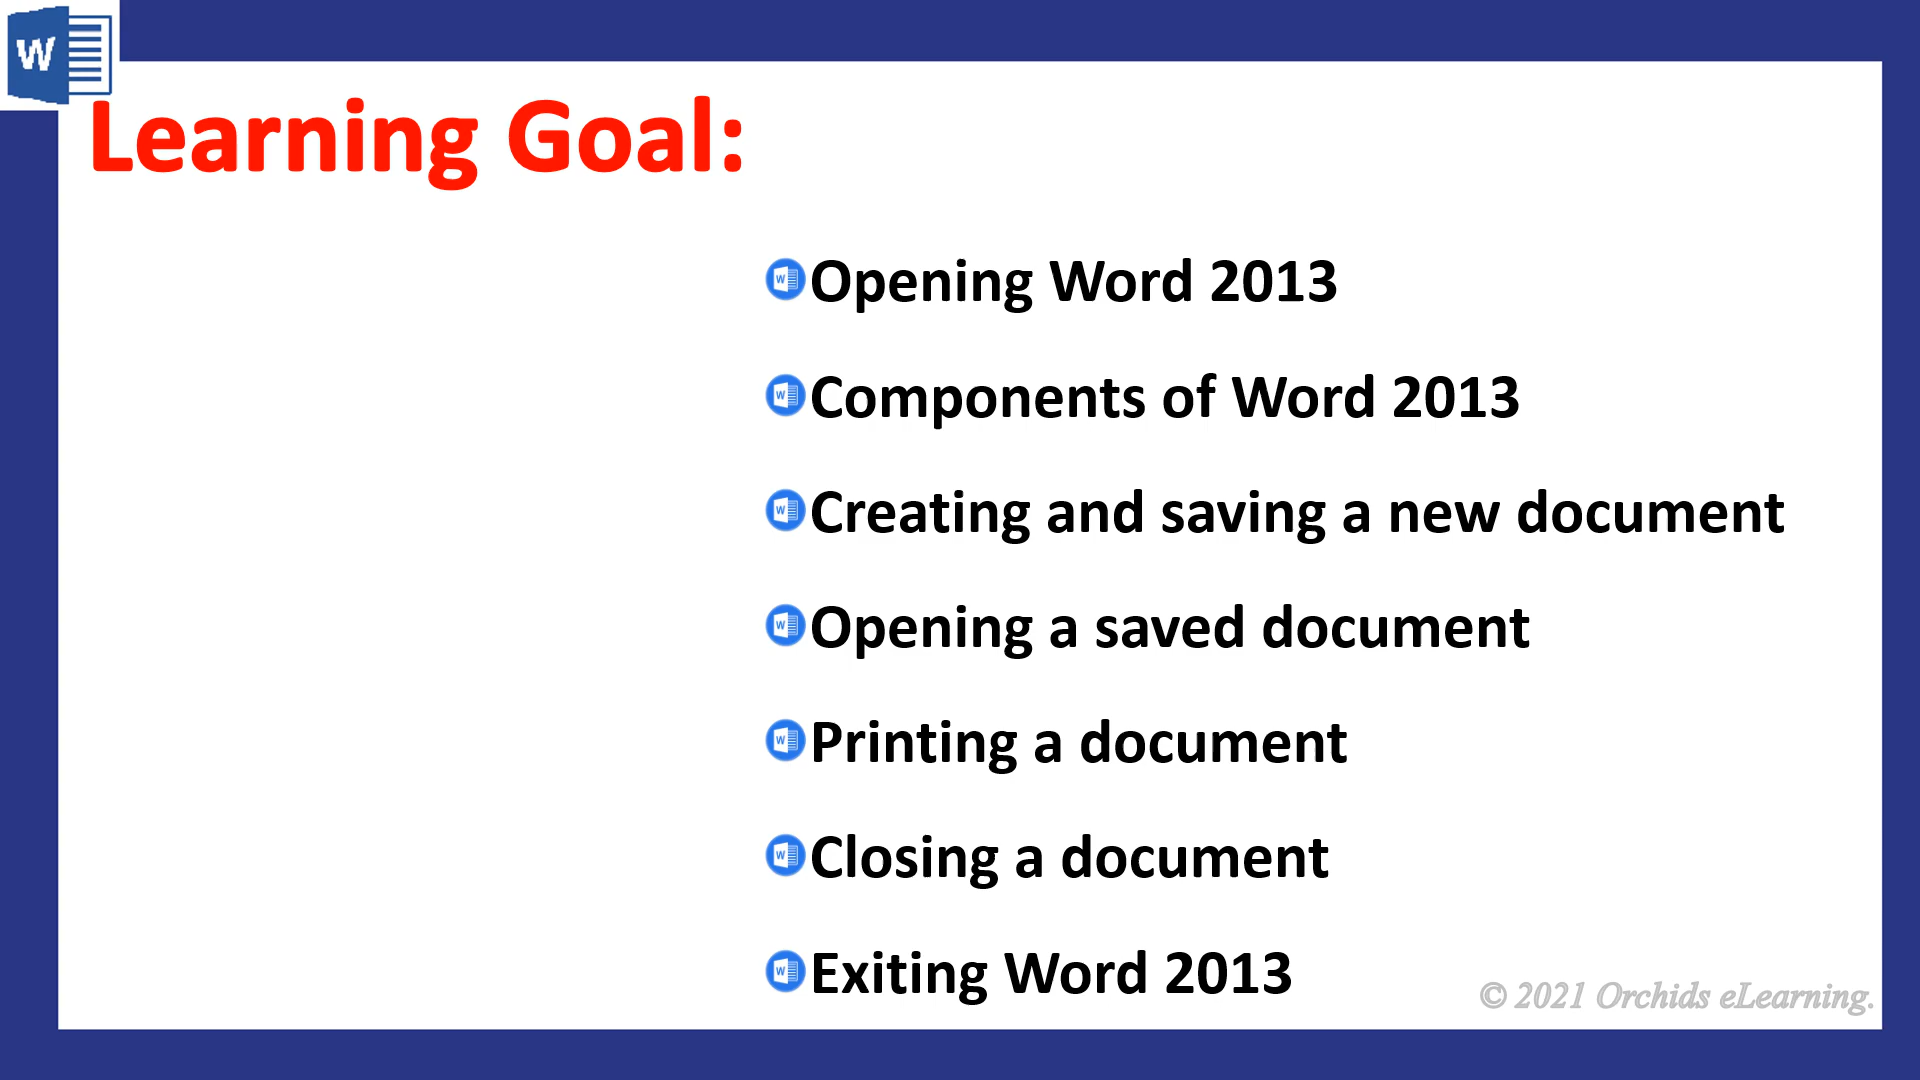 W
Learning Goal:
Opening Word 2013
Components of Word 2013
Creating and saving a new document
Opening a saved document
Printing a document
Closing a document
Exiting Word 2013
© 2021 Orchids eLearning.